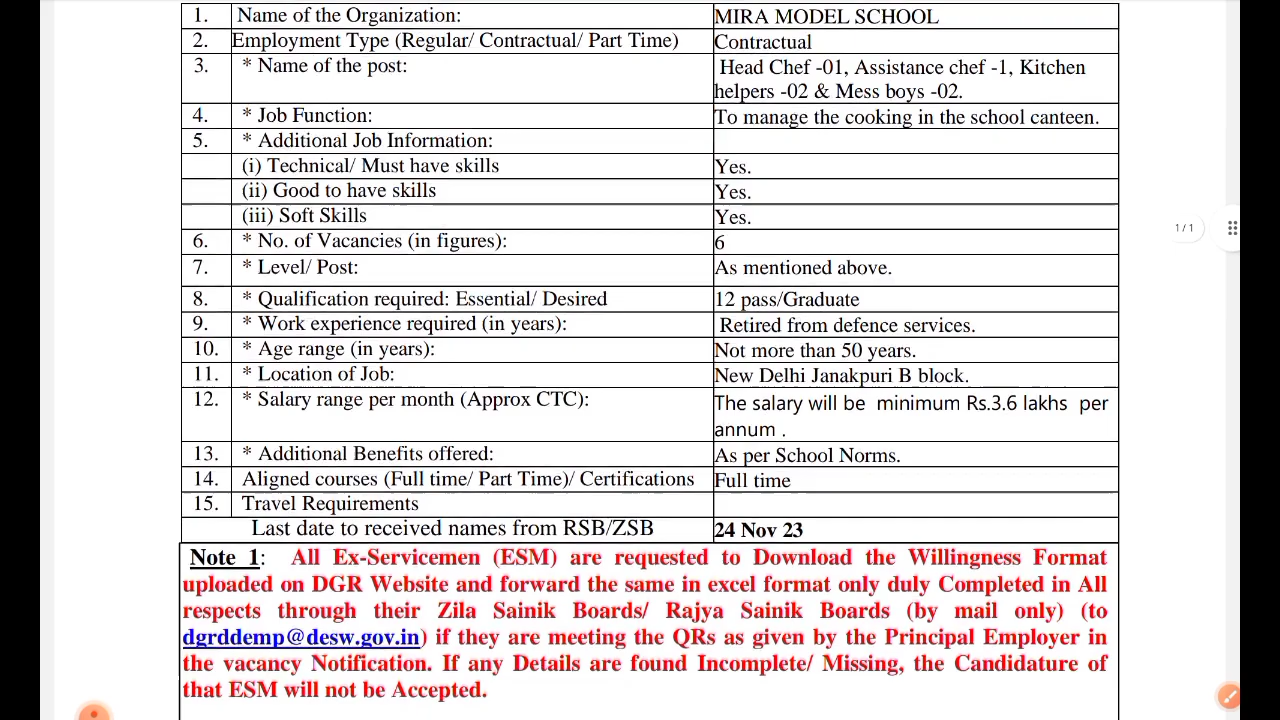 1. Name of the Organization: MIRA MODEL SCHOOL
2. Employment Type (Regular/ Contractual/ Part Time) Contractual
3. * Name of the post: Head Chef -01, Assistance chef -1, Kitchen
helpers -02 & Mess boys -02.
4. * Job Function: To manage the cooking in the school canteen.
5. * Additional Job Information:
(i) Technical/ Must have skills Yes.
(ii) Good to have skills Yes.
(iii) Soft Skills Yes.
6. * No. of Vacancies (in figures): 6
7. * Level/ Post: As mentioned above.
8. * Qualification required: Essential/ Desired 12 pass/Graduate
9. * Work experience required (in years): Retired from defence services.
10. * Age range (in years): Not more than 50 years.
11. * Location of Job: New Delhi Janakpuri B block.
12. * Salary range per month (Approx CTC): The salary will be minimum Rs.3.6 lakhs per
annum .
13. * Additional Benefits offered: As per School Norms.
14. Aligned courses (Full time/ Part Time)/ Certifications Full time
15. Travel Requirements
Last date to received names from RSB/ZSB 24 Nov 23
Note 1: All Ex-Servicemen (ESM) are requested to Download the Willingness Format
uploaded on DGR Website and forward the same in excel format only duly Completed in All
respects through their Zila Sainik Boards/ Rajya Sainik Boards (by mail only) (to
dgrddemp@desw.gov.in) if they are meeting the QRs as given by the Principal Employer in
the vacancy Notification. If any Details are found Incomplete/ Missing, the Candidature of
that ESM will not be Accepted.
1 / 1